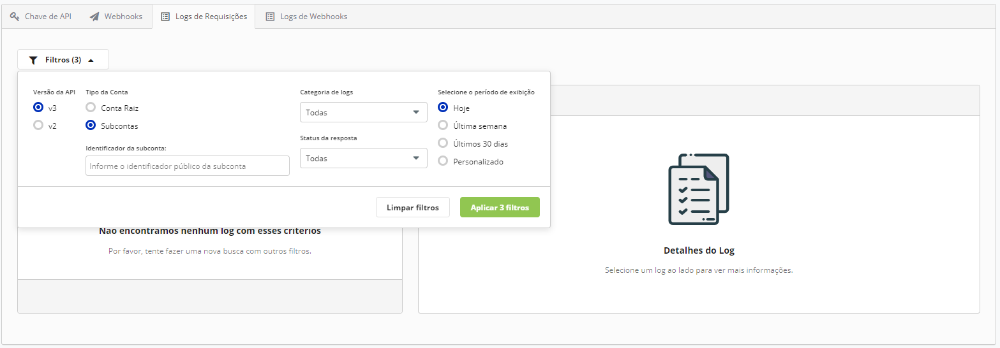 Chave de API
Webhooks
Logs de Requisições
Logs de Webhooks
Filtros (3)
Versão da API
v3
v2
Tipo da Conta
Conta Raiz
Subcontas
Identificador da subconta:
Informe o identificador público da subconta
Categoria de logs
Todas
Status da resposta
Todas
Selecione o período de exibição
Hoje
Última semana
Últimos 30 dias
Personalizado
Limpar filtros
Aplicar 3 filtros
Não encontramos nenhum log com esses critérios
Por favor, tente fazer uma nova busca com outros filtros.
Detalhes do Log
Selecione um log ao lado para ver mais informações.